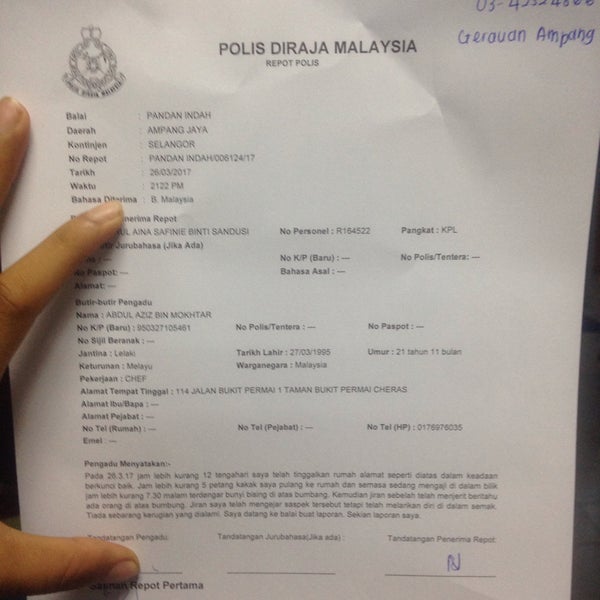 Gerauan Ampang
POLIS DIRAJA MALAYSIA
REPOT POLIS
Balai : PANDAN INDAH
Daerah : AMPANG JAYA
Kontinjen : SELANGOR
No Repot : PANDAN INDAH/006124/17
Tarikh : 26/03/2017
Waktu : 2122 PM
Bahasa Diterima : B. Malaysia
nerima Repot
UL AINA SAFINIE BINTI SANDUSI No Personel : R164522 Pangkat : KPL
Jurubahasa (Jika Ada)
: --- No K/P (Baru) : --- No Polis/Tentera: ---
No Paspot: --- Bahasa Asal : ---
Alamat: ---
Butir-butir Pengadu
Nama : ABDUL AZIZ BIN MOKHTAR
No K/P (Baru) : 950327105461 No Polis/Tentera : --- No Paspot : ---
No Sijil Beranak : ---
Jantina : Lelaki Tarikh Lahir : 27/03/1995 Umur : 21 tahun 11 bulan
Keturunan : Melayu Warganegara : Malaysia
Pekerjaan : CHEF
Alamat Tempat Tinggal : 114 JALAN BUKIT PERMAI 1 TAMAN BUKIT PERMAI CHERAS
Alamat Ibu/Bapa : ---
Alamat Pejabat : ---
No Tel (Rumah) : --- No Tel (Pejabat) : --- No Tel (HP) : 0176976035
Emel : ---
Pengadu Menyatakan:-
Pada 26.3.17 jam lebih kurang 12 tengahari saya telah tinggalkan rumah alamat seperti diatas dalam keadaan
berkunci baik. Jam lebih kurang 5 petang kakak saya pulang ke rumah dan semasa sedang mengaji di dalam bilik
jam lebih kurang 7.30 malam terdengar bunyi bising di atas bumbang. Kemudian jiran sebelah telah menjerit beritahu
ada orang di atas bumbang. Jiran saya telah mengejar saspek tersebut tetapi telah melarikan diri di dalam semak.
Tiada sebarang kerugian yang dialami. Saya datang ke balai buat laporan. Sekian laporan saya.
Tandatangan Pengadu: Tandatangan Jurubahasa(Jika ada) : Tandatangan Penerima Repot:
Salinan Repot Pertama